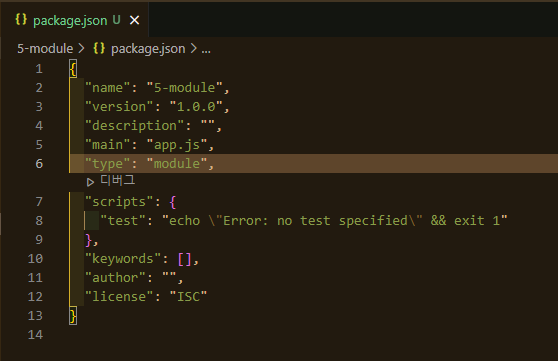 {} package.json U ×
5-module > {} package.json > ...
1 {
2 "name": "5-module",
3 "version": "1.0.0",
4 "description": "",
5 "main": "app.js",
6 "type": "module",
▷ 디버그
7 "scripts": {
8 "test": "echo \"Error: no test specified\" && exit 1"
9 },
10 "keywords": [],
11 "author": "",
12 "license": "ISC"
13 }
14